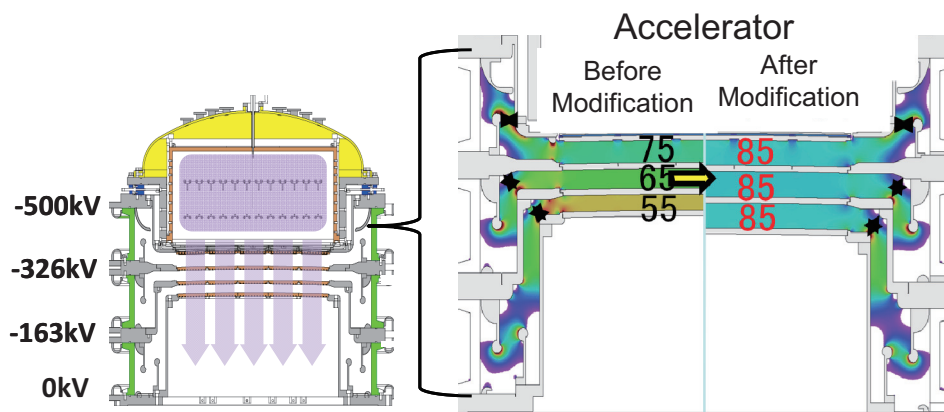 Accelerator
Before
Modification
After
Modification
-500kV
-326kV
-163kV
0kV
75
65
55
85
85
85